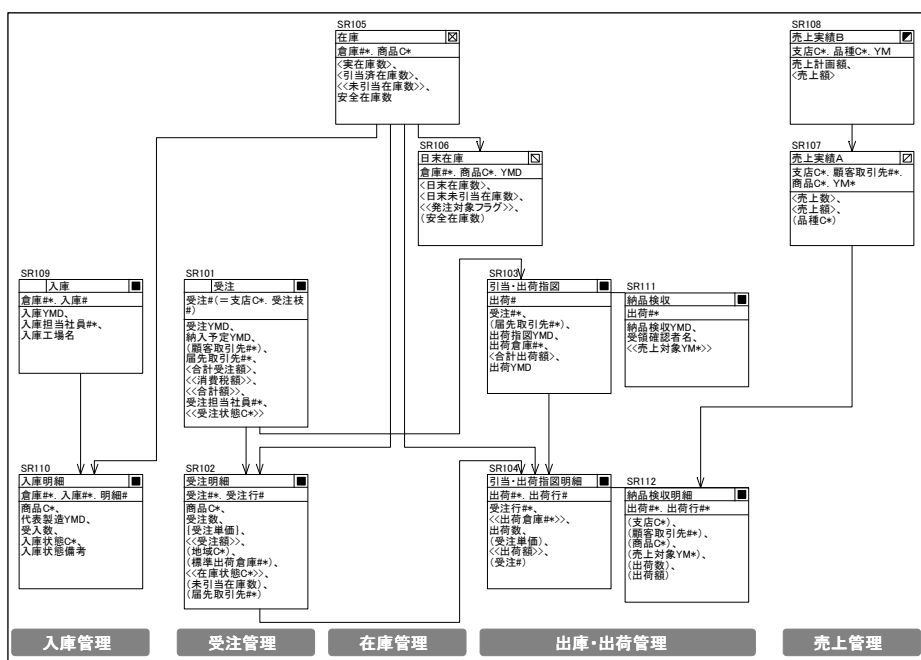 SR105
在庫
倉庫#*. 商品C*
<実在庫数>、
<引当済在庫数>、
<<未引当在庫数>>、
安全在庫数
SR108
売上実績B
支店C*. 品種C*. YM
売上計画額、
<売上額>
SR106
日末在庫
倉庫#*. 商品C*. YMD
<日末在庫数>、
<日末未引当在庫数>、
<<発注対象フラグ>>、
(安全在庫数)
SR107
売上実績A
支店C*. 顧客取引先#*.
商品C*. YM*
<売上数>、
<売上額>、
(品種C*)
SR109
入庫
倉庫#*. 入庫#
入庫YMD、
入庫担当社員#*、
入庫工場名
SR101
受注
受注#(=支店C*. 受注枝
#)
受注YMD、
納入予定YMD、
(顧客取引先#*)、
届先取引先#*、
<合計受注額>、
<<消費税額>>、
<<合計額>>、
受注担当社員#*、
<<受注状態C*>>
SR103
引当・出荷指図
出荷#
受注#*、
(届先取引先#*)、
出荷指図YMD、
出荷倉庫#*、
<合計出荷額>、
出荷YMD
SR111
納品検収
出荷#*
納品検収YMD、
受領確認者名、
<<売上対象YM*>>
SR110
入庫明細
倉庫#*. 入庫#*. 明細#
商品C*、
代表製造YMD、
受入数、
入庫状態C*、
入庫状態備考
SR102
受注明細
受注#*. 受注行#
商品C*、
受注数、
{受注単価}、
<<受注額>>、
(地域C*)、
(標準出荷倉庫#*)、
<<在庫状態C*>>、
(未引当在庫数)、
(届先取引先#*)
SR104
引当・出荷指図明細
出荷#*. 出荷行#
受注行#*、
<<出荷倉庫#*>>、
出荷数、
(受注単価)、
<<出荷額>>、
(受注#)
SR112
納品検収明細
出荷#*. 出荷行#*
(支店C*)、
(顧客取引先#*)、
(商品C*)、
(売上対象YM*)、
(出荷数)、
(出荷額)
入庫管理
受注管理
在庫管理
出庫・出荷管理
売上管理